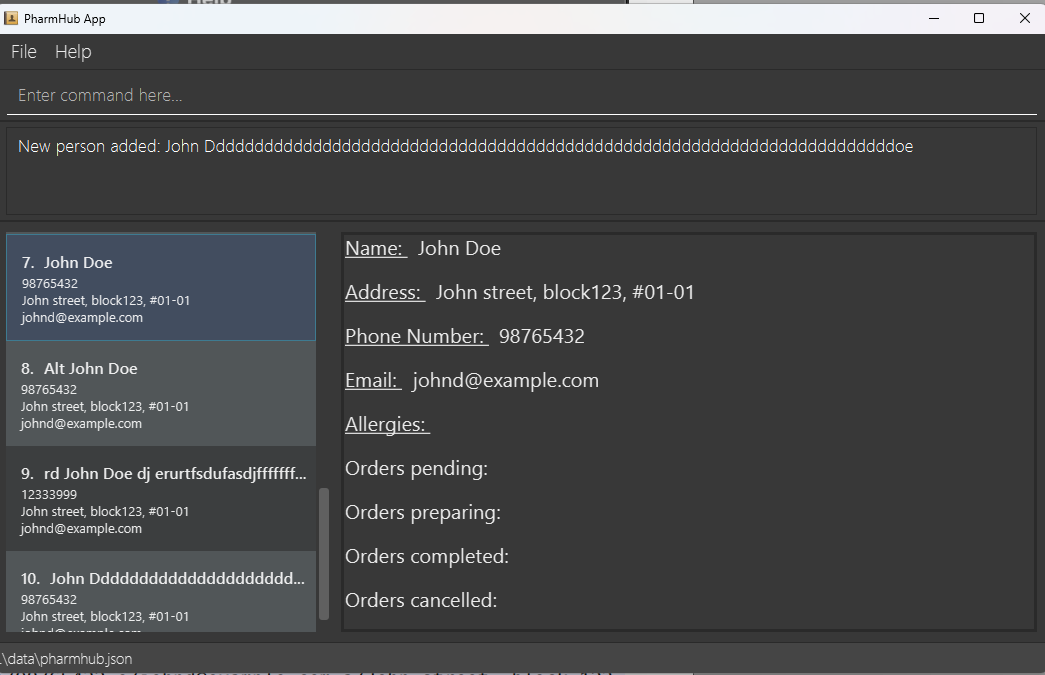 Help
PharmHub App
File Help
Enter command here...
New person added: John Dddddddddddddddddddddddddddddddddddddddddddddddddddddddddddddddddddddddoe
7. John Doe
98765432
John street, block123, #01-01
johnd@example.com
8. Alt John Doe
98765432
John street, block123, #01-01
johnd@example.com
9. rd John Doe dj erurtfsdufasdjfffffff...
12333999
John street, block123, #01-01
johnd@example.com
10. John Ddddddddddddddddddddd...
98765432
John street, block123, #01-01
Name: John Doe
Address: John street, block123, #01-01
Phone Number: 98765432
Email: johnd@example.com
Allergies:
Orders pending:
Orders preparing:
Orders completed:
Orders cancelled:
.\data\pharmhub.json